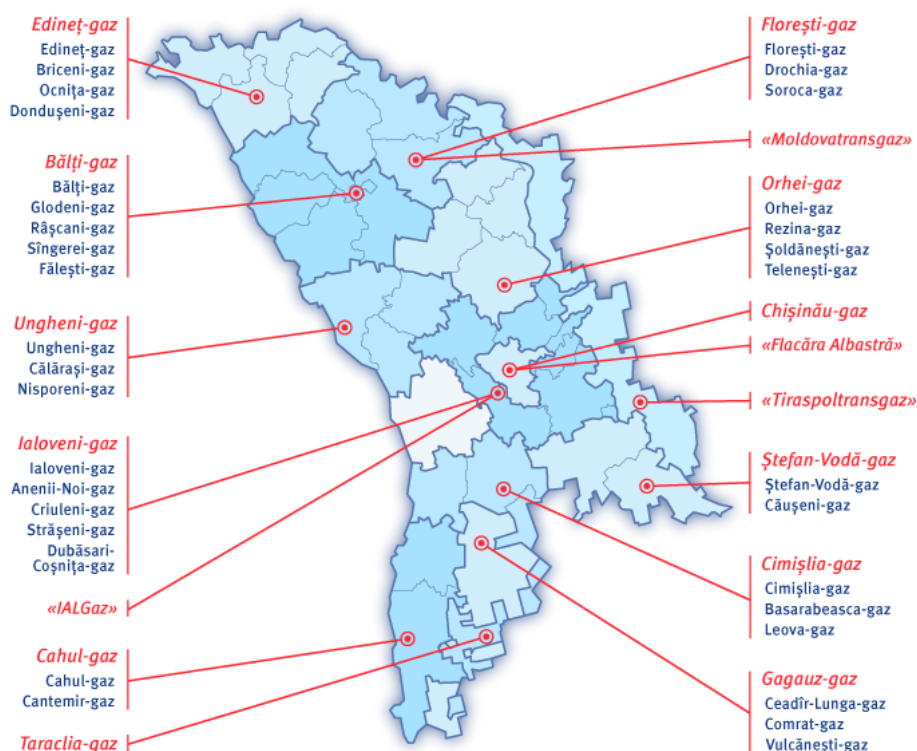 Edineț-gaz
Edineț-gaz
Briceni-gaz
Ocnița-gaz
Dondușeni-gaz
Bălți-gaz
Bălți-gaz
Glodeni-gaz
Râșcani-gaz
Sîngerei-gaz
Fălești-gaz
Ungheni-gaz
Ungheni-gaz
Călărași-gaz
Nisporeni-gaz
Ialoveni-gaz
Ialoveni-gaz
Anenii-Noi-gaz
Criuleni-gaz
Strășeni-gaz
Dubăsari-
Coșnița-gaz
«IALGaz»
Cahul-gaz
Cahul-gaz
Cantemir-gaz
Taraclia-gaz
Florești-gaz
Florești-gaz
Drochia-gaz
Soroca-gaz
«Moldovatransgaz»
Orhei-gaz
Orhei-gaz
Rezina-gaz
Șoldănești-gaz
Telenești-gaz
Chișinău-gaz
«Flacăra Albastră»
«Tiraspoltransgaz»
Ștefan-Vodă-gaz
Ștefan-Vodă-gaz
Căușeni-gaz
Cimișlia-gaz
Cimișlia-gaz
Basarabeasca-gaz
Leova-gaz
Gagauz-gaz
Ceadîr-Lunga-gaz
Comrat-gaz
Vulcănești-gaz